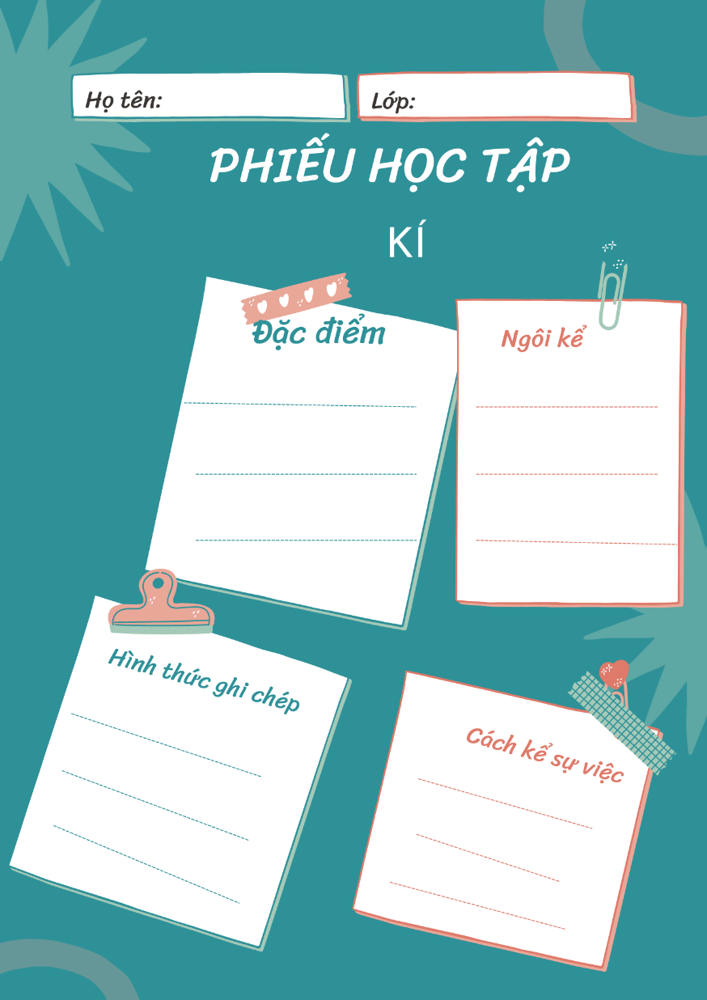 Họ tên:
Lớp:
PHIẾU HỌC TẬP
KÍ
Đặc điểm
Ngôi kể
Hình thức ghi chép
Cách kể sự việc